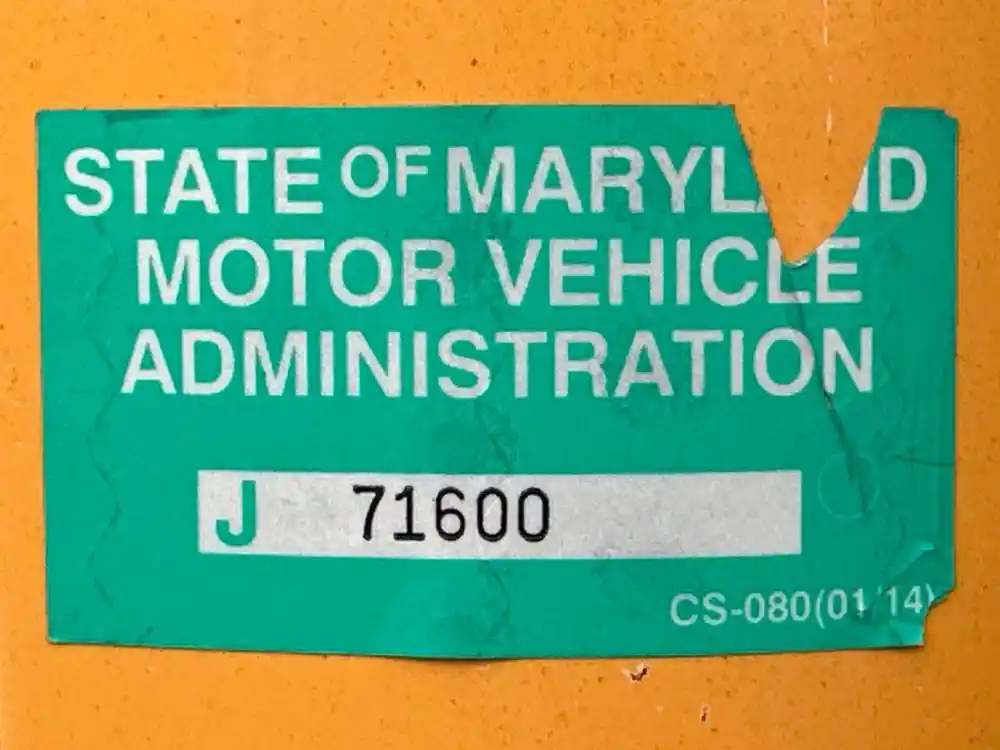 STATE OF MARYLAND
MOTOR VEHICLE
ADMINISTRATION
J 71600
CS-080(01/14)